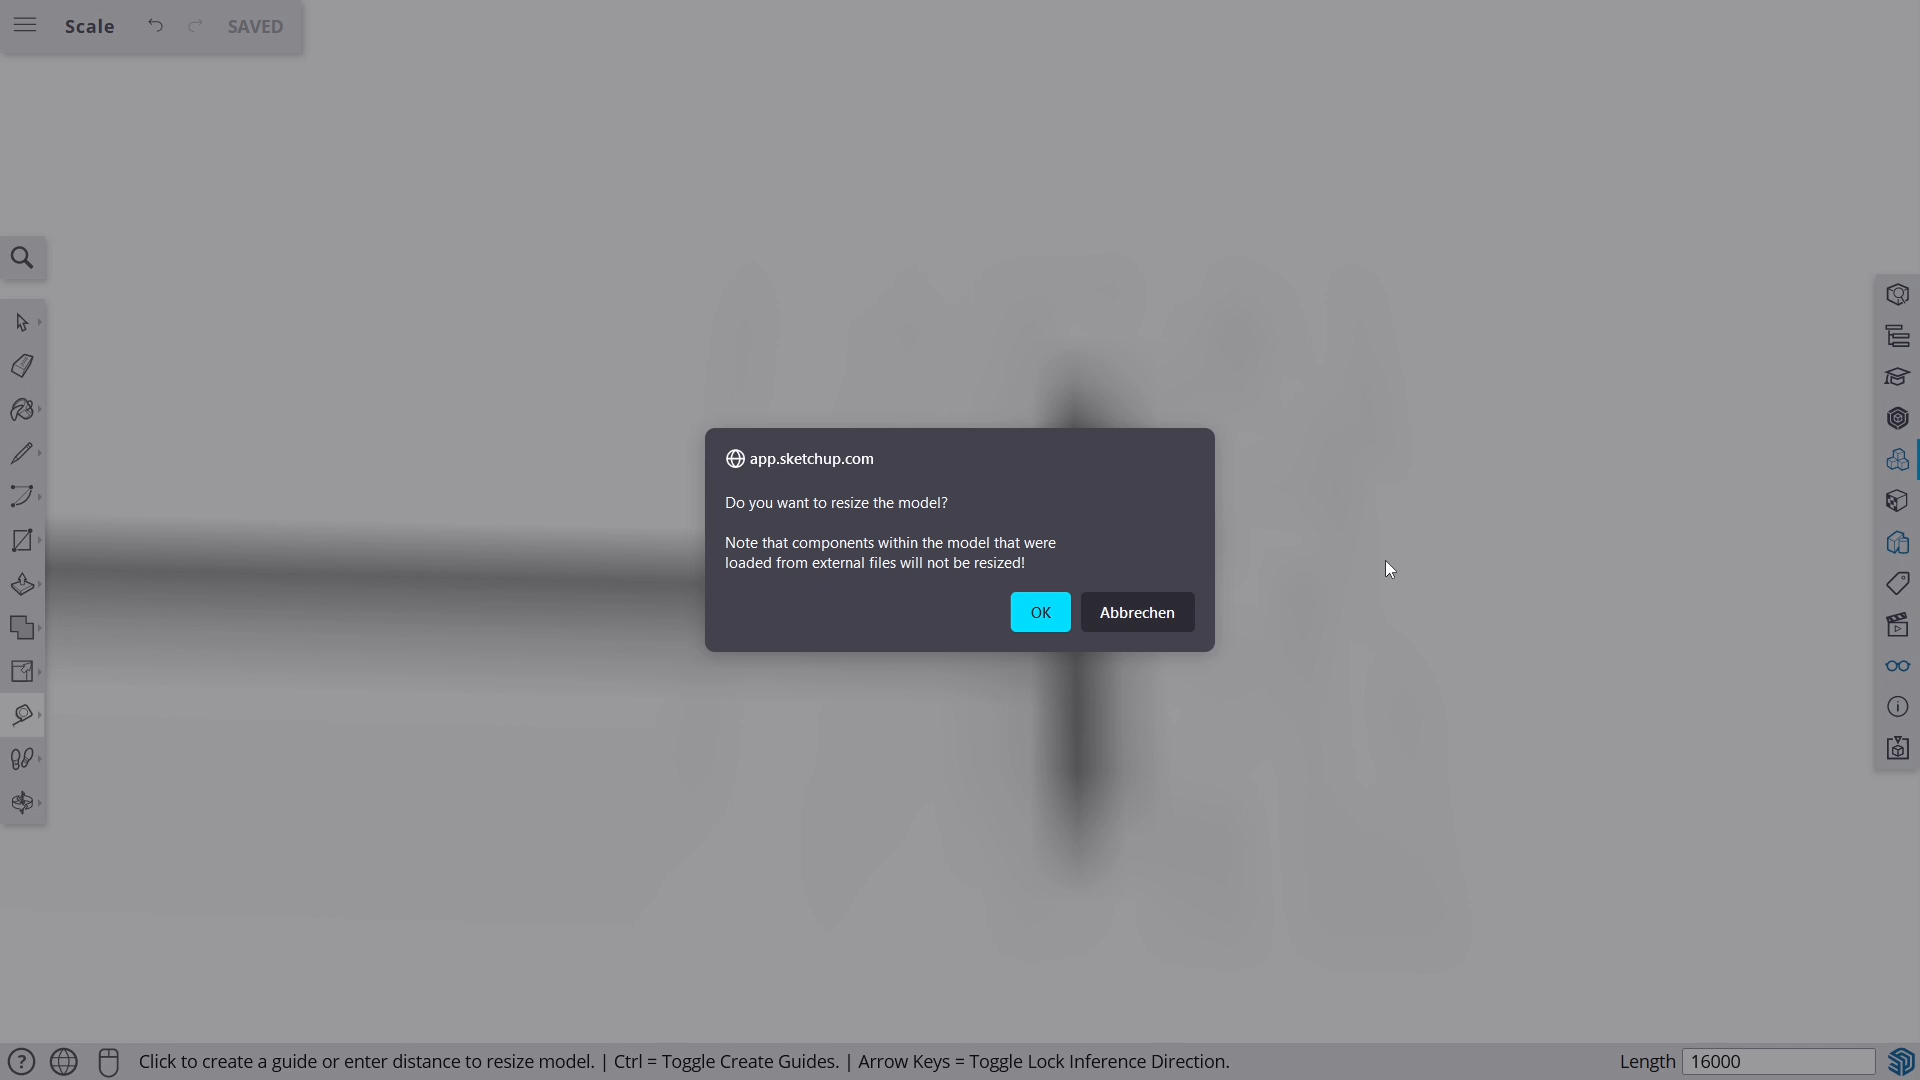 Scale
SAVED
app.sketchup.com
Do you want to resize the model?
Note that components within the model that were
loaded from external files will not be resized!
OK
Abbrechen
Click to create a guide or enter distance to resize model. | Ctrl = Toggle Create Guides. | Arrow Keys = Toggle Lock Inference Direction.
Length 16000